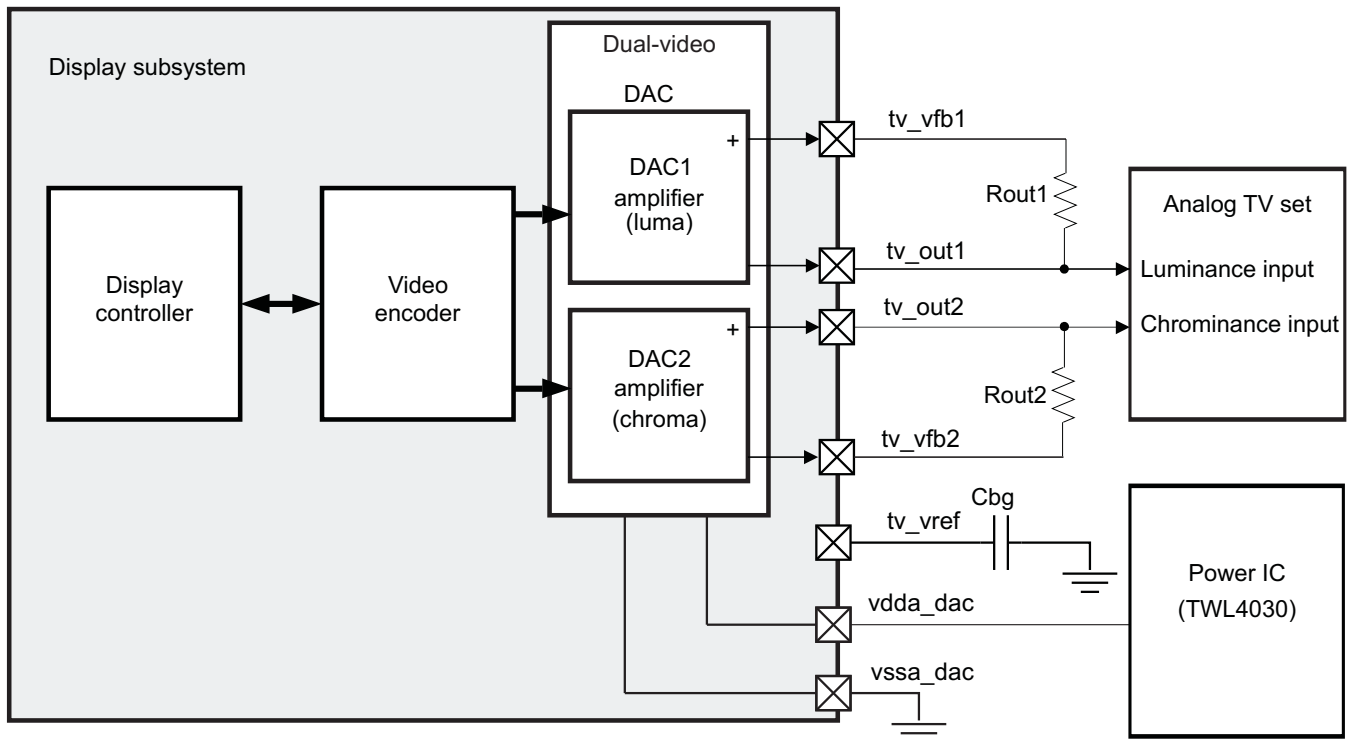 Display subsystem
Dual-video
DAC
DAC1
amplifier
(luma)
+
DAC2
amplifier
(chroma)
+
Display
controller
Video
encoder
tv_vfb1
Rout1
tv_out1
tv_out2
Rout2
tv_vfb2
Cbg
tv_vref
vdda_dac
vssa_dac
Analog TV set
Luminance input
Chrominance input
Power IC
(TWL4030)